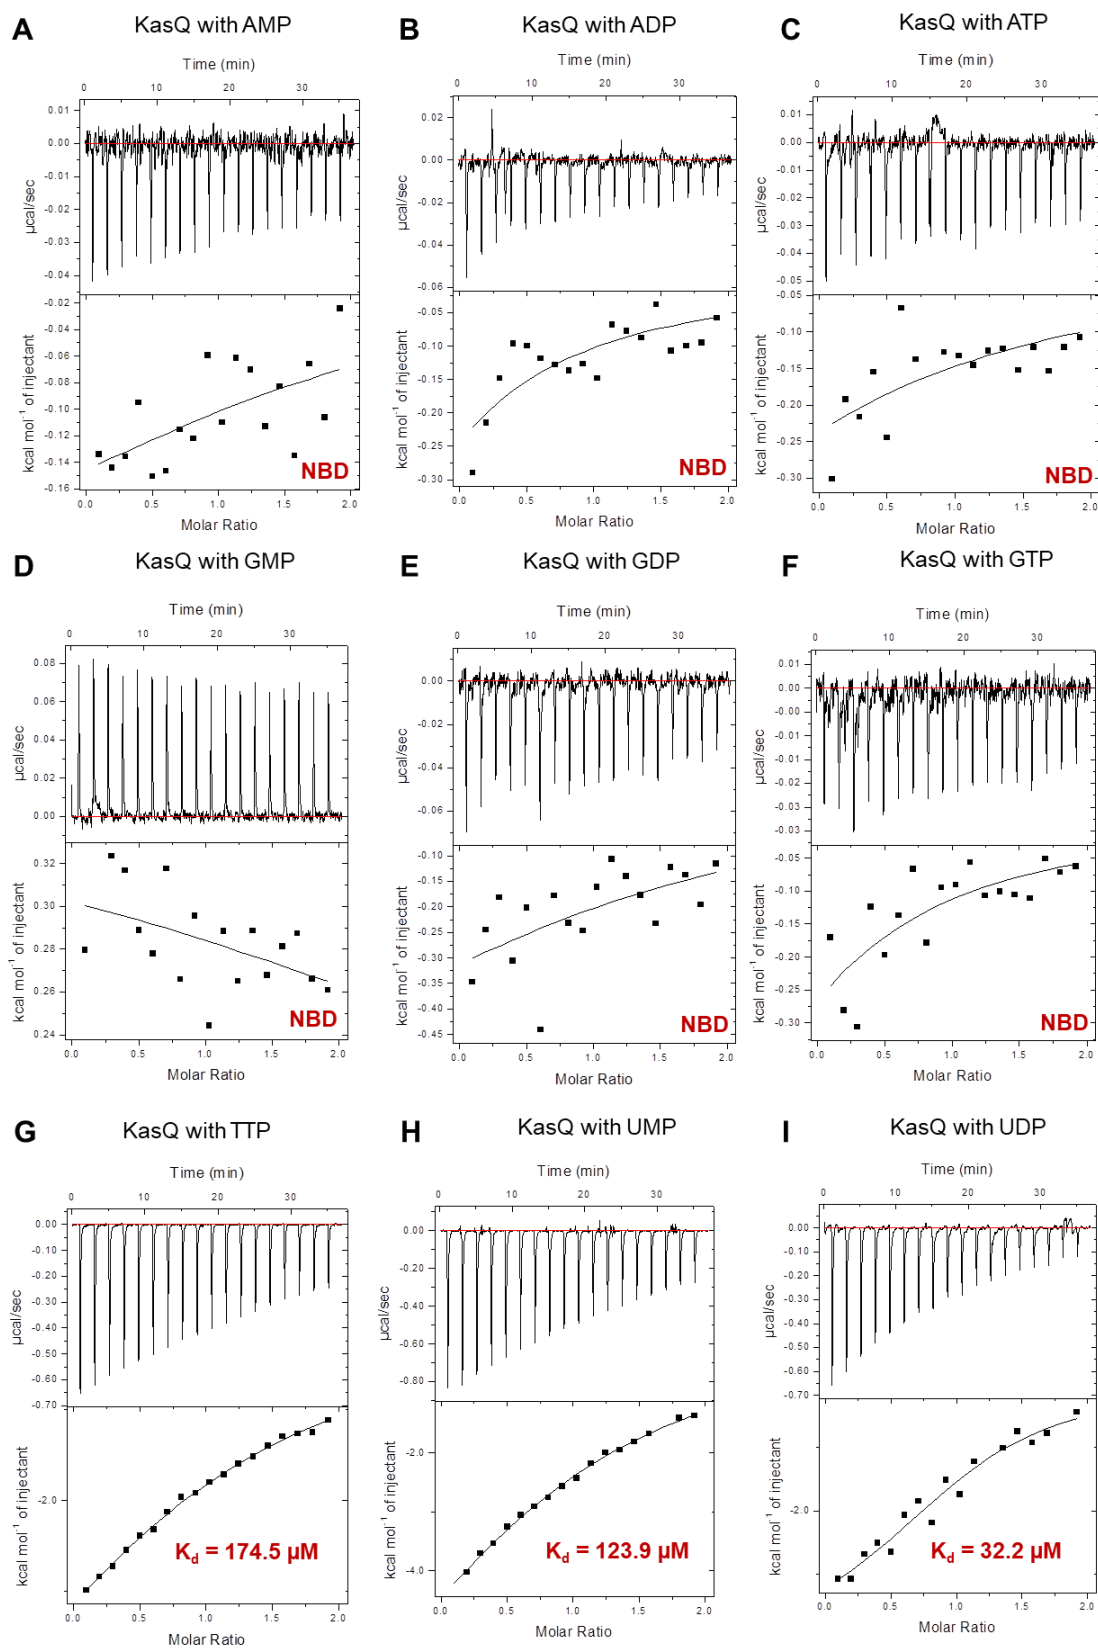 A KasQ with AMP
Time (min)
0 10 20 30
0.01
0.00
-0.01
-0.02
-0.03
-0.04
µcal/sec
-0.02
-0.04
-0.06
-0.08
-0.10
-0.12
-0.14
-0.16
kcal mol⁻¹ of injectant
NBD
0.0 0.5 1.0 1.5 2.0
Molar Ratio
B KasQ with ADP
Time (min)
0 10 20 30
0.02
0.00
-0.02
-0.04
-0.06
µcal/sec
-0.05
-0.10
-0.15
-0.20
-0.25
-0.30
kcal mol⁻¹ of injectant
NBD
0.0 0.5 1.0 1.5 2.0
Molar Ratio
C KasQ with ATP
Time (min)
0 10 20 30
0.01
0.00
-0.01
-0.02
-0.03
-0.04
-0.05
µcal/sec
-0.05
-0.10
-0.15
-0.20
-0.25
-0.30
kcal mol⁻¹ of injectant
NBD
0.0 0.5 1.0 1.5 2.0
Molar Ratio
D KasQ with GMP
Time (min)
0 10 20 30
0.08
0.06
0.04
0.02
0.00
µcal/sec
0.32
0.30
0.28
0.26
0.24
kcal mol⁻¹ of injectant
NBD
0.0 0.5 1.0 1.5 2.0
Molar Ratio
E KasQ with GDP
Time (min)
0 10 20 30
0.00
-0.02
-0.04
-0.06
µcal/sec
-0.10
-0.15
-0.20
-0.25
-0.30
-0.35
-0.40
-0.45
kcal mol⁻¹ of injectant
NBD
0.0 0.5 1.0 1.5 2.0
Molar Ratio
F KasQ with GTP
Time (min)
0 10 20 30
0.01
0.00
-0.00
-0.01
-0.01
-0.02
-0.03
-0.03
µcal/sec
-0.05
-0.10
-0.15
-0.20
-0.25
-0.30
kcal mol⁻¹ of injectant
NBD
0.0 0.5 1.0 1.5 2.0
Molar Ratio
G KasQ with TTP
Time (min)
0 10 20 30
0.00
-0.10
-0.20
-0.30
-0.40
-0.50
-0.60
-0.70
µcal/sec
-2.0
kcal mol⁻¹ of injectant
K_d = 174.5 µM
0.0 0.5 1.0 1.5 2.0
Molar Ratio
H KasQ with UMP
Time (min)
0 5 10 15 20 25 30
0.00
-0.20
-0.40
-0.60
-0.80
µcal/sec
-2.0
-4.0
kcal mol⁻¹ of injectant
K_d = 123.9 µM
0.0 0.5 1.0 1.5 2.0
Molar Ratio
I KasQ with UDP
Time (min)
0 10 20 30
0.00
-0.10
-0.20
-0.30
-0.40
-0.50
-0.60
-0.70
µcal/sec
-2.0
kcal mol⁻¹ of injectant
K_d = 32.2 µM
0.0 0.5 1.0 1.5 2.0
Molar Ratio